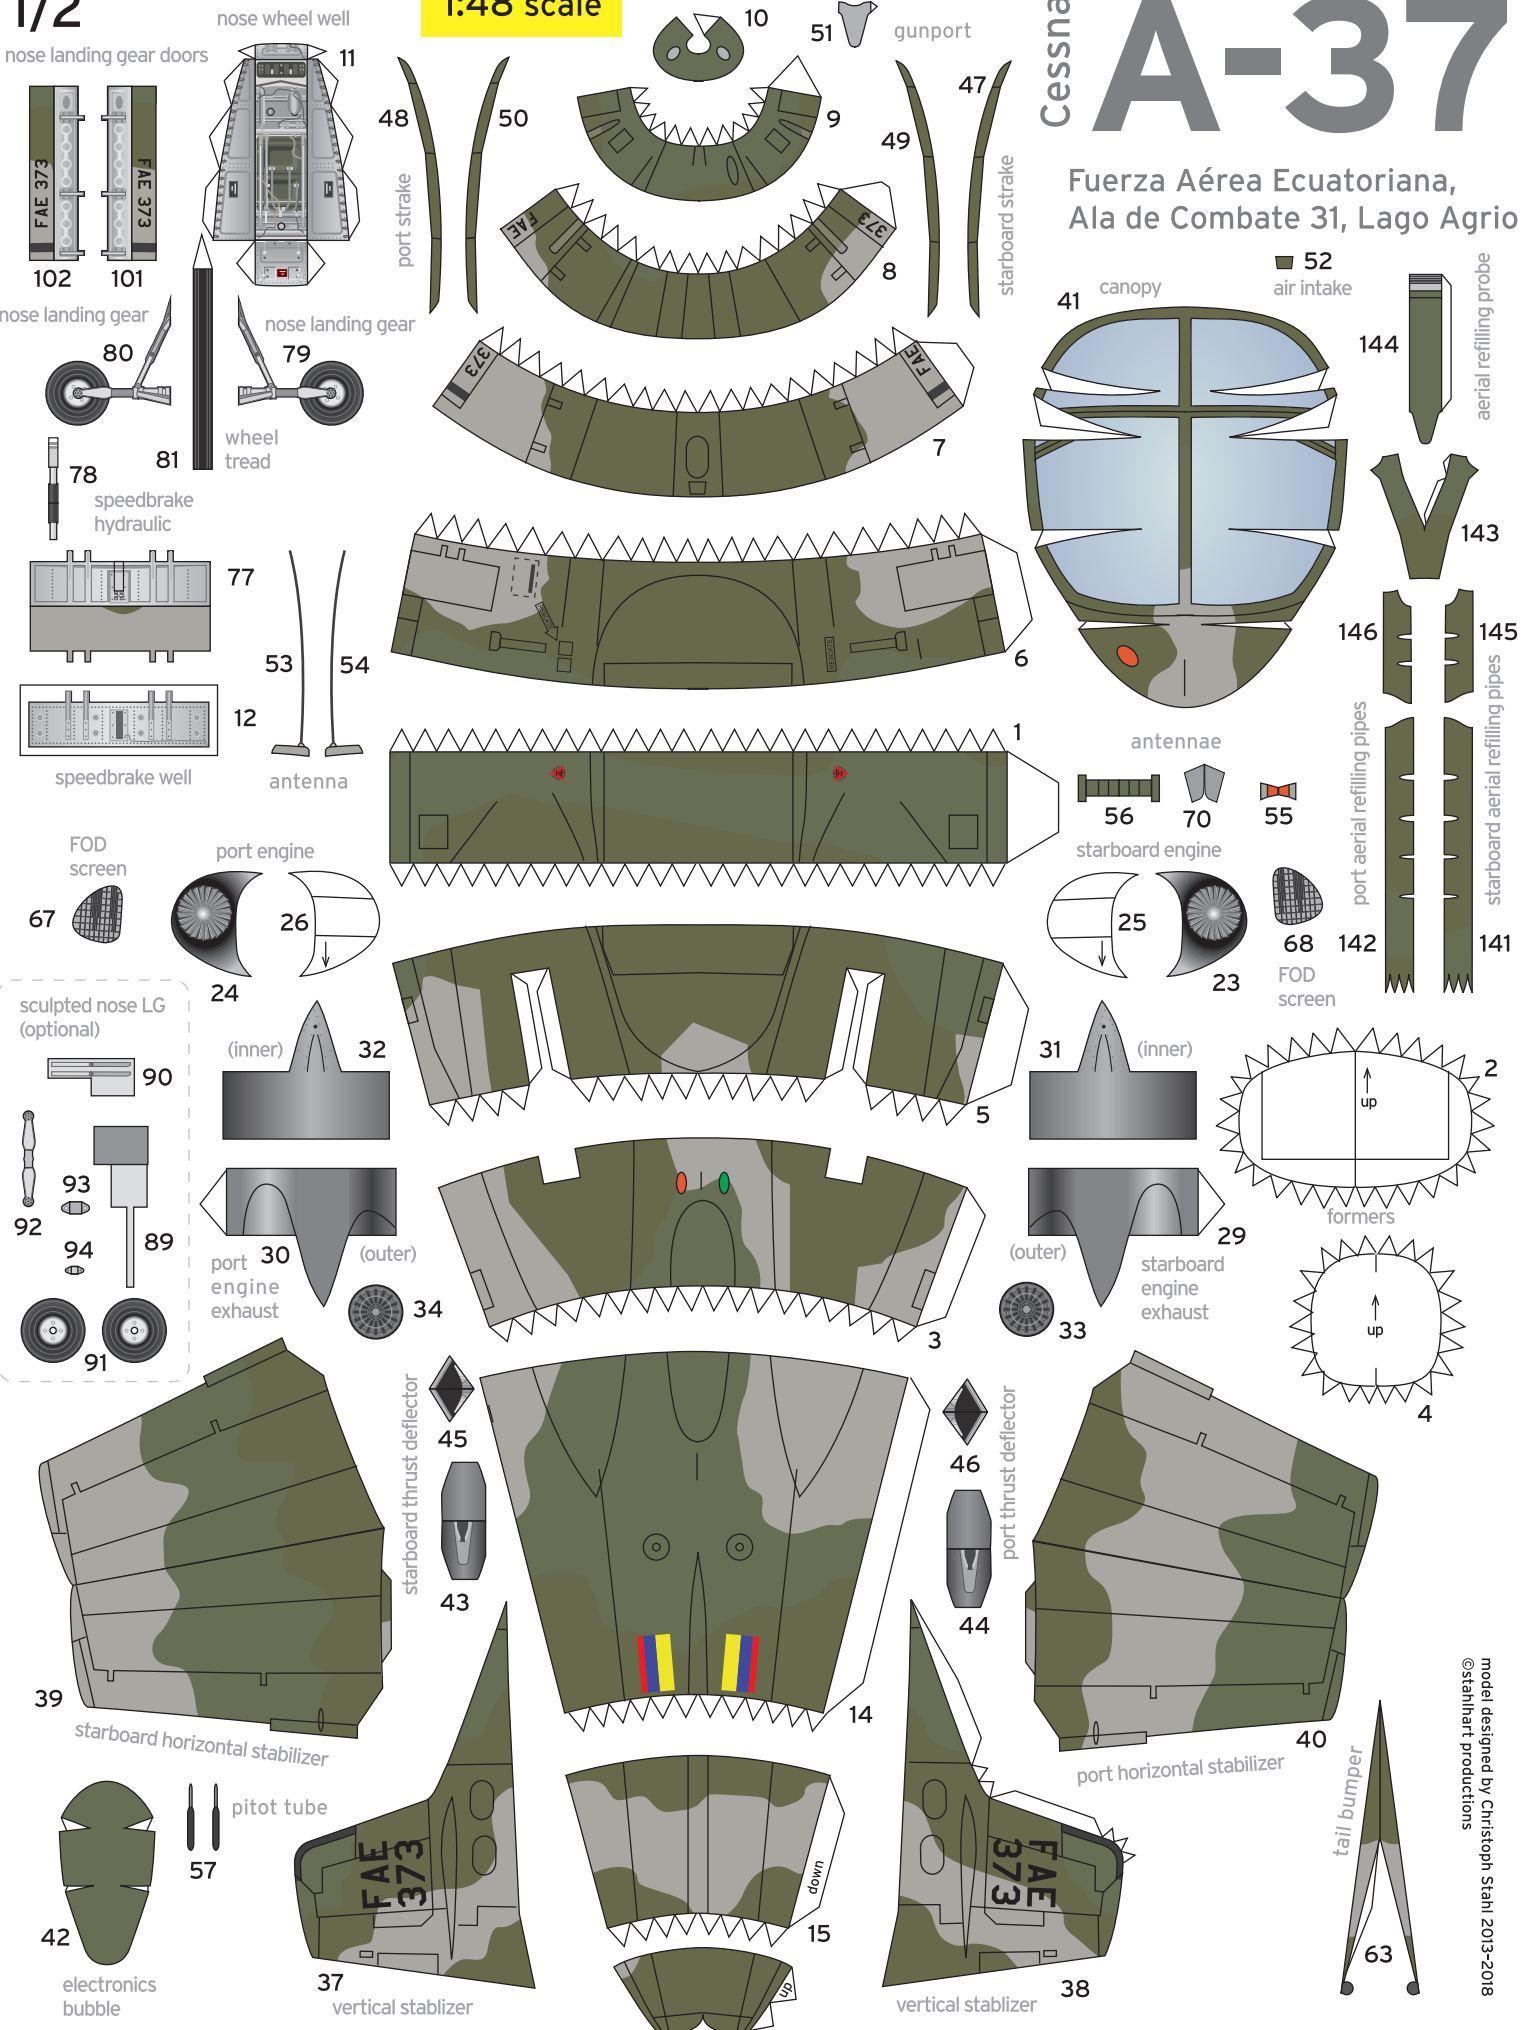 1/2
1:48 scale
Cessna
A-37
Fuerza Aérea Ecuatoriana,
Ala de Combate 31, Lago Agrio
nose landing gear doors
FAE 373
FAE 373
102
101
nose wheel well
11
48
50
port strake
10
51
gunport
9
47
49
starboard strake
FAE
373
8
52
air intake
41
canopy
144
aerial refilling probe
nose landing gear
80
nose landing gear
79
81
wheel
tread
78
speedbrake
hydraulic
373
FAE
7
143
77
53
54
antenna
12
speedbrake well
RESCATE
RESCATE
6
146
145
port aerial refilling pipes
starboard aerial refilling pipes
142
141
1
antennae
56
70
55
FOD
screen
67
port engine
26
24
starboard engine
25
23
68
FOD
screen
sculpted nose LG
(optional)
90
92
93
94
89
91
(inner)
32
5
31
(inner)
2
up
formers
30
port
engine
exhaust
(outer)
34
3
(outer)
29
starboard
engine
exhaust
33
up
4
starboard thrust deflector
45
43
46
port thrust deflector
44
14
39
starboard horizontal stabilizer
40
port horizontal stabilizer
42
electronics
bubble
57
pitot tube
FAE
373
37
vertical stablizer
down
15
up
FAE
373
38
vertical stablizer
tail bumper
63
model designed by Christoph Stahl 2013-2018
©stahlhart productions